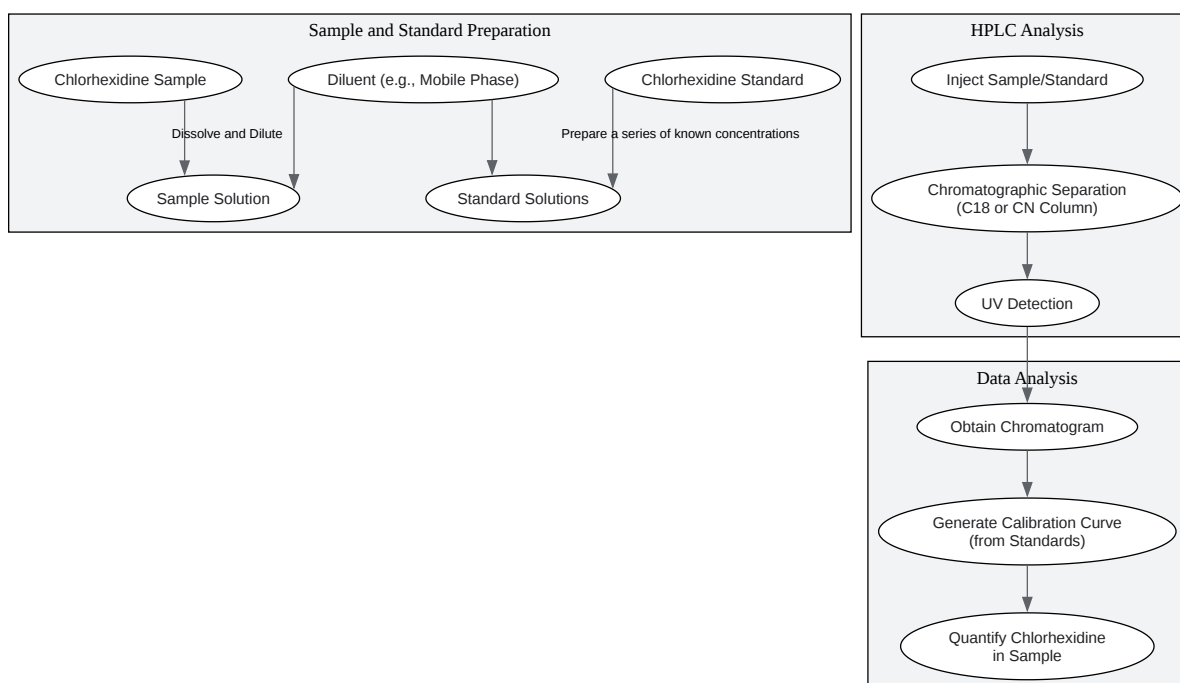 Sample and Standard Preparation
Chlorhexidine Sample
Diluent (e.g., Mobile Phase)
Chlorhexidine Standard
Dissolve and Dilute
Prepare a series of known concentrations
Sample Solution
Standard Solutions
HPLC Analysis
Inject Sample/Standard
Chromatographic Separation
(C18 or CN Column)
UV Detection
Data Analysis
Obtain Chromatogram
Generate Calibration Curve
(from Standards)
Quantify Chlorhexidine
in Sample